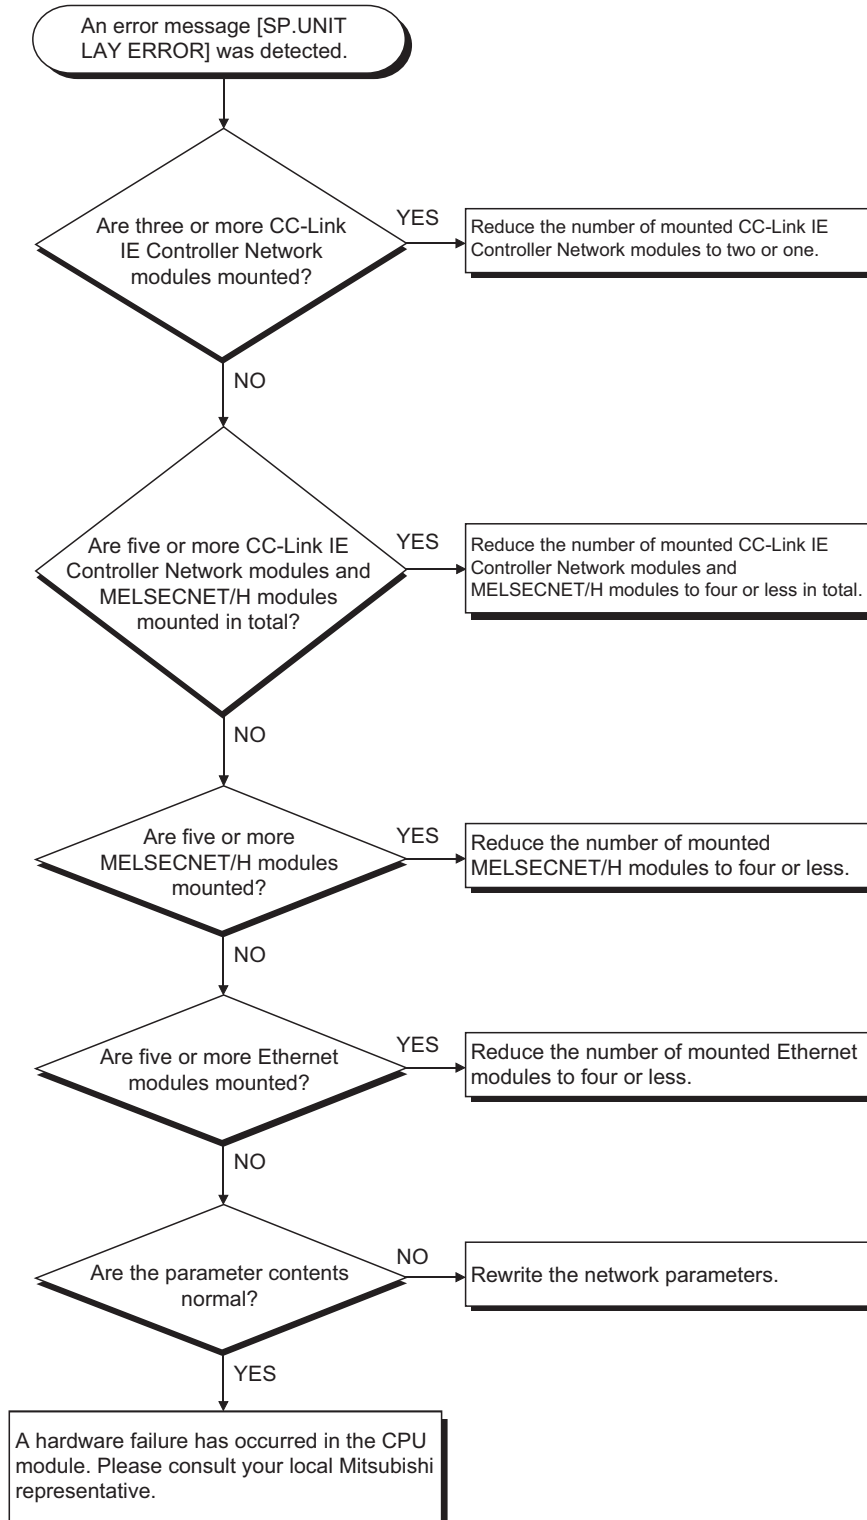 An error message [SP.UNIT
LAY ERROR] was detected.
Are three or more CC-Link
IE Controller Network
modules mounted?
YES
Reduce the number of mounted CC-Link IE
Controller Network modules to two or one.
NO
Are five or more CC-Link IE
Controller Network modules and
MELSECNET/H modules
mounted in total?
YES
Reduce the number of mounted CC-Link IE
Controller Network modules and
MELSECNET/H modules to four or less in total.
NO
Are five or more
MELSECNET/H modules
mounted?
YES
Reduce the number of mounted
MELSECNET/H modules to four or less.
NO
Are five or more Ethernet
modules mounted?
YES
Reduce the number of mounted Ethernet
modules to four or less.
NO
Are the parameter contents
normal?
NO
Rewrite the network parameters.
YES
A hardware failure has occurred in the CPU
module. Please consult your local Mitsubishi
representative.